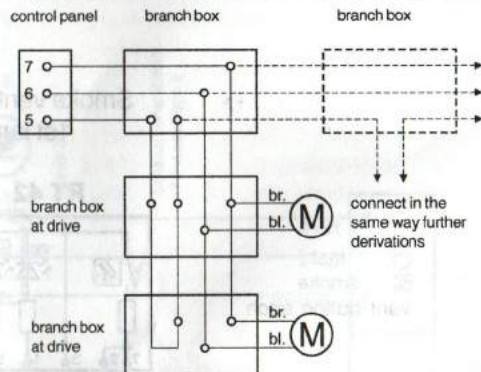 control panel
branch box
branch box
7
6
5
branch box
at drive
br.
bl.
M
connect in the
same way further
derivations
branch box
at drive
br.
bl.
M